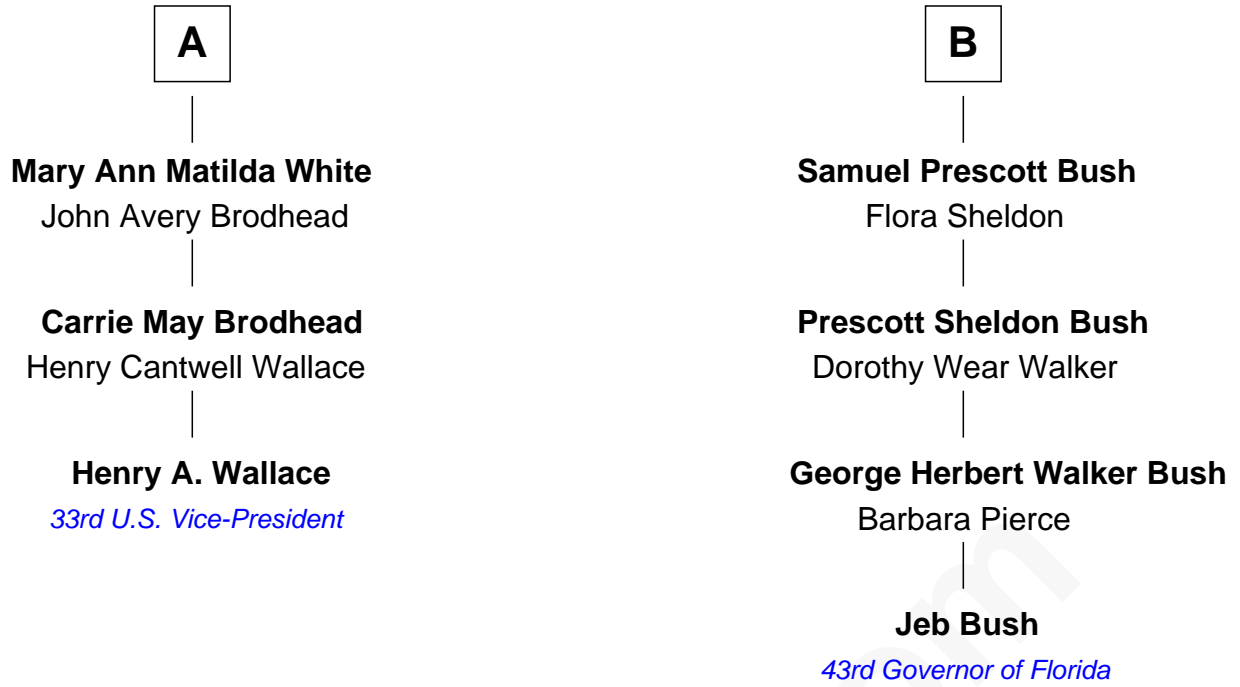 A
Mary Ann Matilda White
John Avery Brodhead
Carrie May Brodhead
Henry Cantwell Wallace
Henry A. Wallace
33rd U.S. Vice-President
B
Samuel Prescott Bush
Flora Sheldon
Prescott Sheldon Bush
Dorothy Wear Walker
George Herbert Walker Bush
Barbara Pierce
Jeb Bush
43rd Governor of Florida